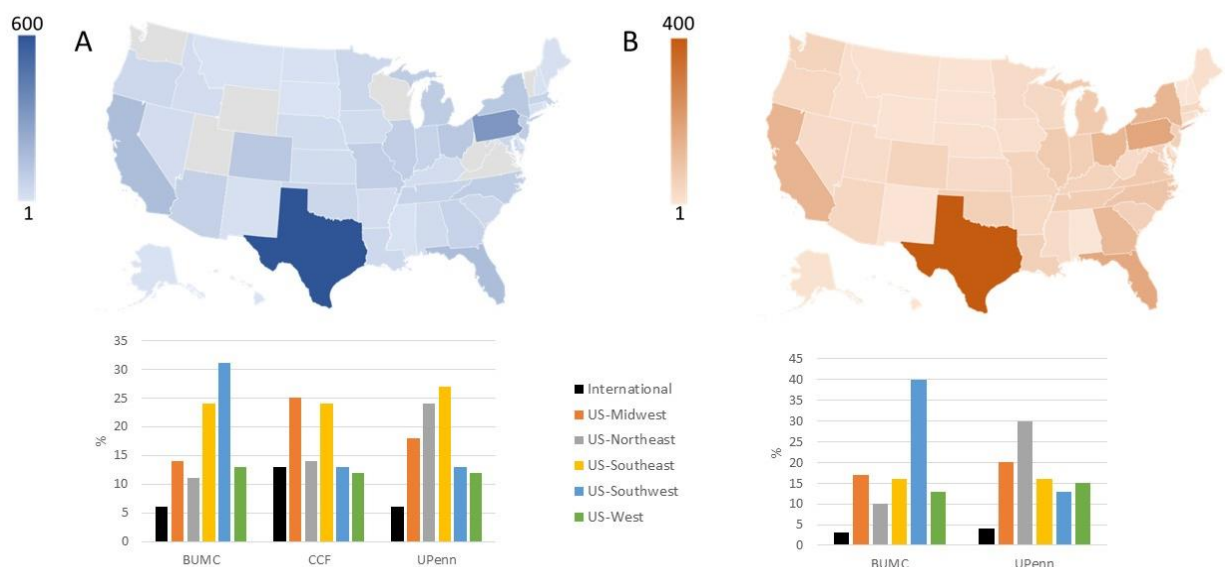 600
A
1
400
B
1
35
30
25
20
15
10
5
0
%
BUMC
CCF
UPenn
International
US-Midwest
US-Northeast
US-Southeast
US-Southwest
US-West
45
40
35
30
25
20
15
10
5
0
%
BUMC
UPenn